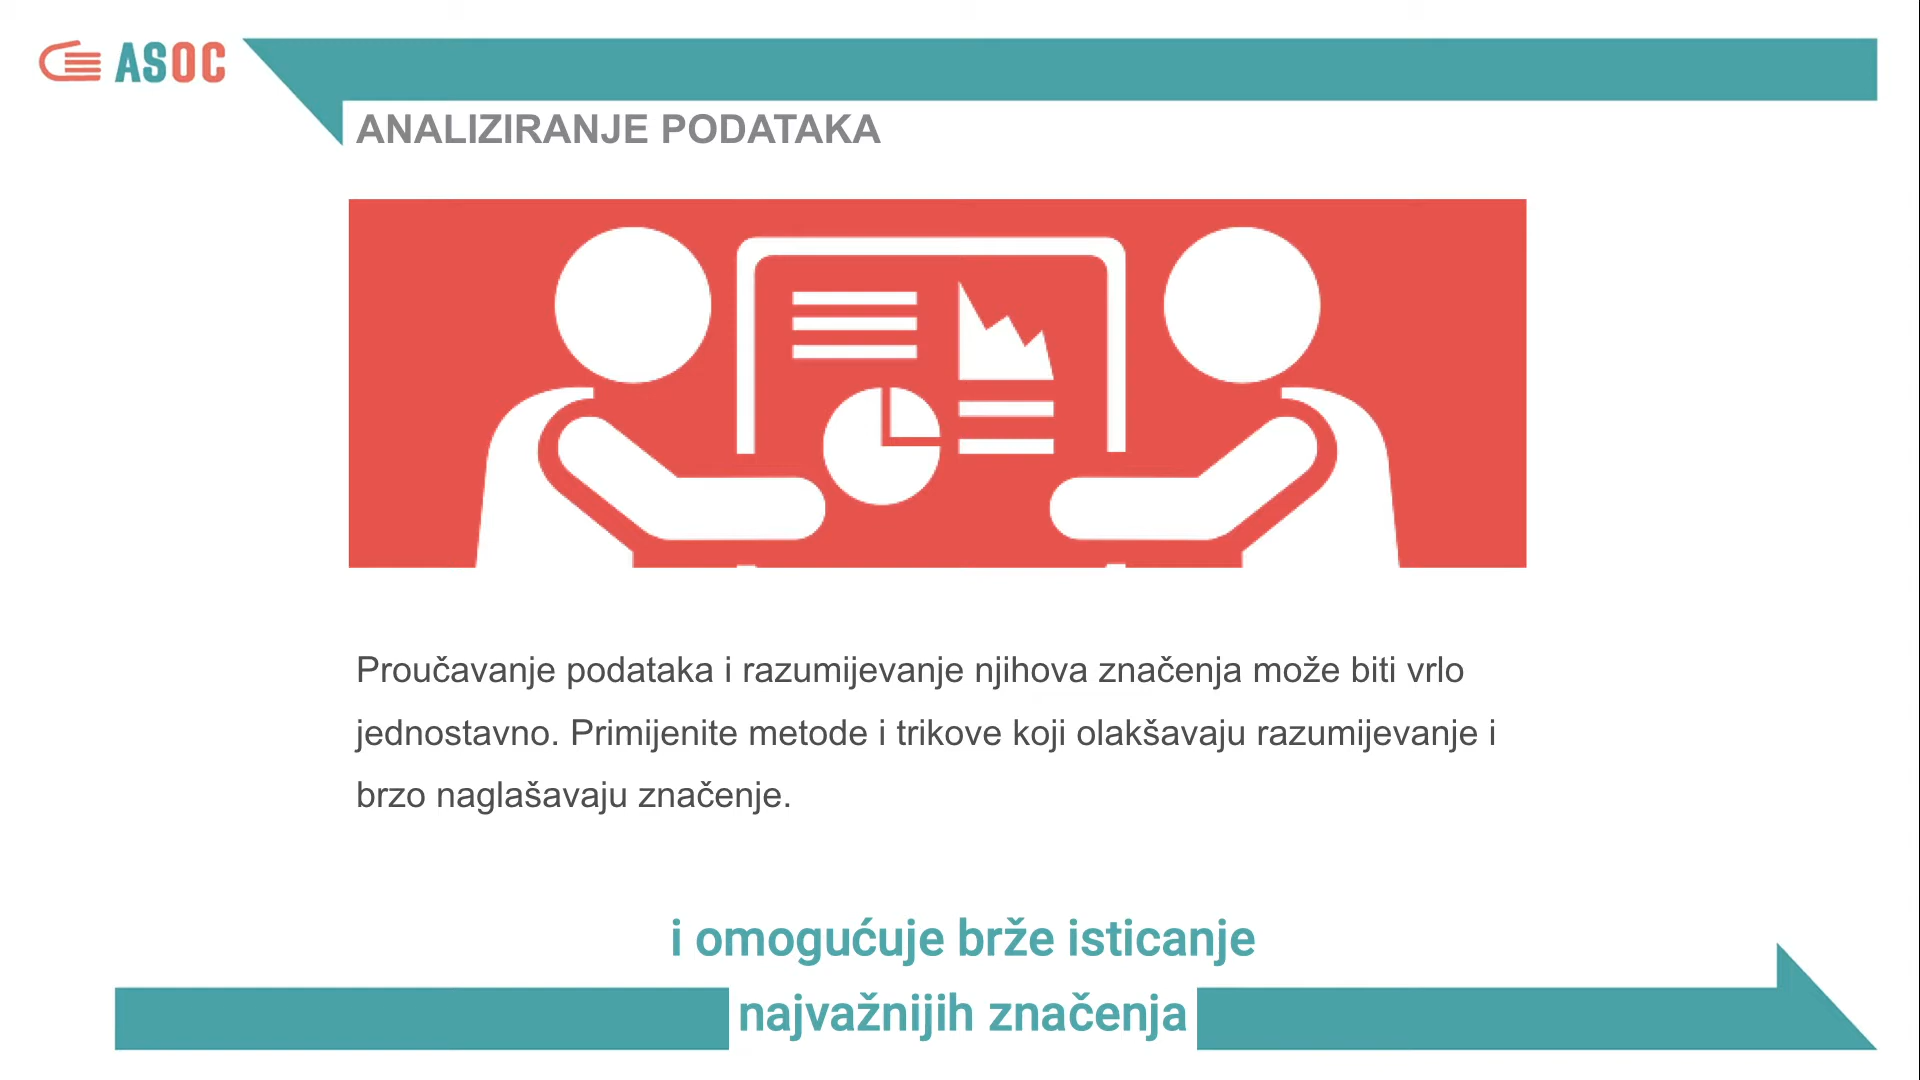 ASOC
ANALIZIRANJE PODATAKA
Proučavanje podataka i razumijevanje njihova značenja može biti vrlo
jednostavno. Primijenite metode i trikove koji olakšavaju razumijevanje i
brzo naglašavaju značenje.
i omogućuje brže isticanje
najvažnijih značenja